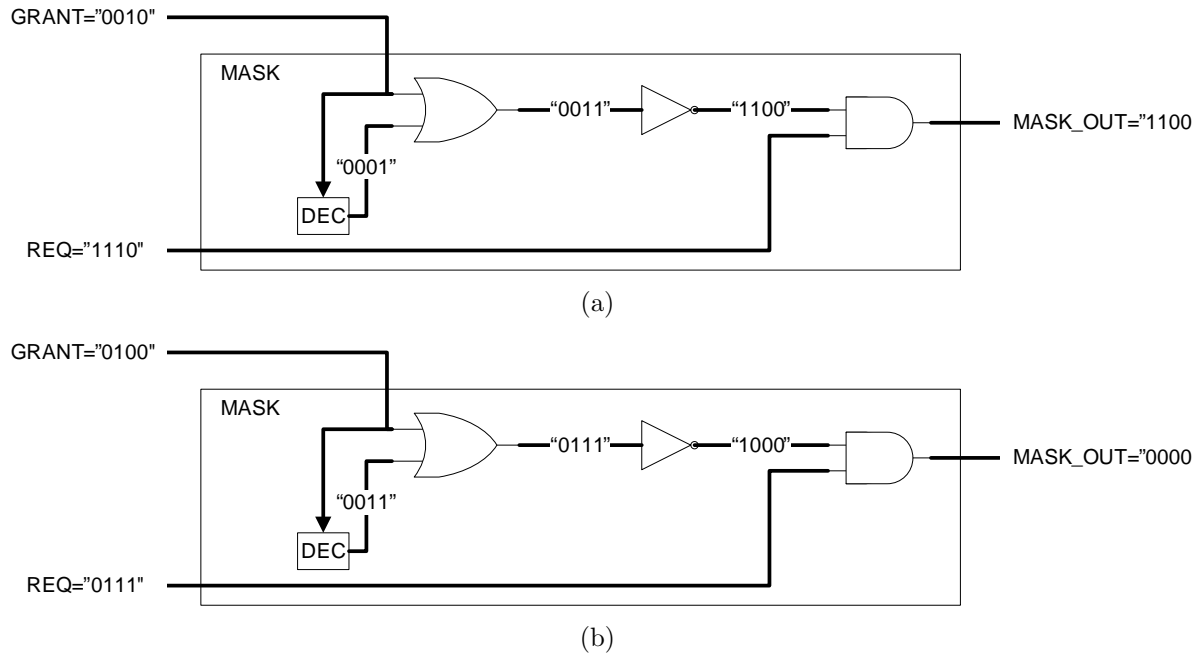 GRANT="0010"
MASK
"0011" "1100"
MASK_OUT="1100
"0001"
DEC
REQ="1110"
(a)
GRANT="0100"
MASK
"0111" "1000"
MASK_OUT="0000
"0011"
DEC
REQ="0111"
(b)